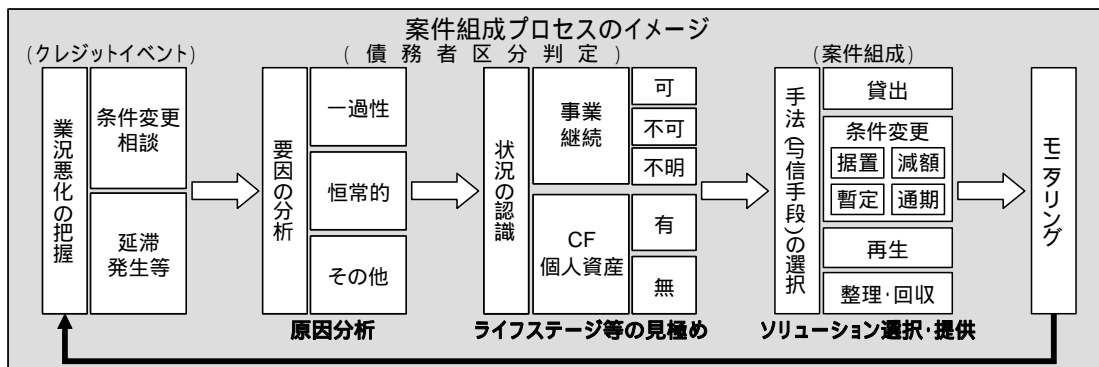 案件組成プロセスのイメージ
(クレジットイベント)
(債務者区分判定)
(案件組成)
業況悪化の把握
条件変更
相談
延滞
発生等
要因の分析
一過性
恒常的
その他
原因分析
状況の認識
事業
継続
可
不可
不明
CF
個人資産
有
無
ライフステージ等の見極め
手法(与信手段)の選択
貸出
条件変更
据置
減額
暫定
通期
再生
整理・回収
ソリューション選択・提供
モニタリング